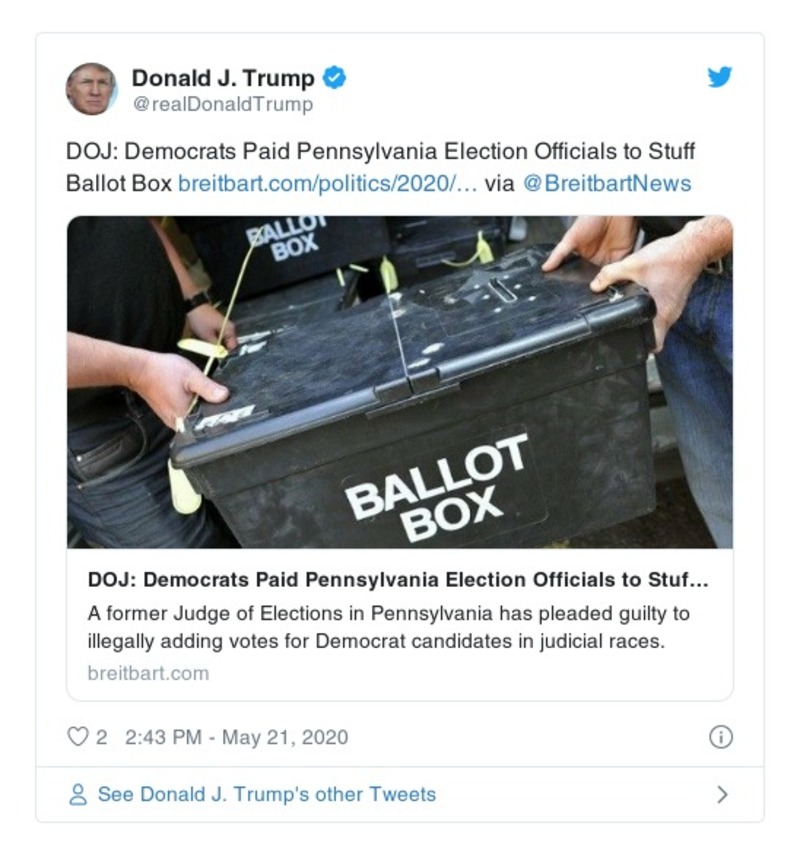 Donald J. Trump
@realDonaldTrump
DOJ: Democrats Paid Pennsylvania Election Officials to Stuff
Ballot Box breitbart.com/politics/2020/… via @BreitbartNews
BALLOT
BOX
BALLOT
BOX
DOJ: Democrats Paid Pennsylvania Election Officials to Stuf...
A former Judge of Elections in Pennsylvania has pleaded guilty to
illegally adding votes for Democrat candidates in judicial races.
breitbart.com
2 2:43 PM - May 21, 2020
See Donald J. Trump's other Tweets